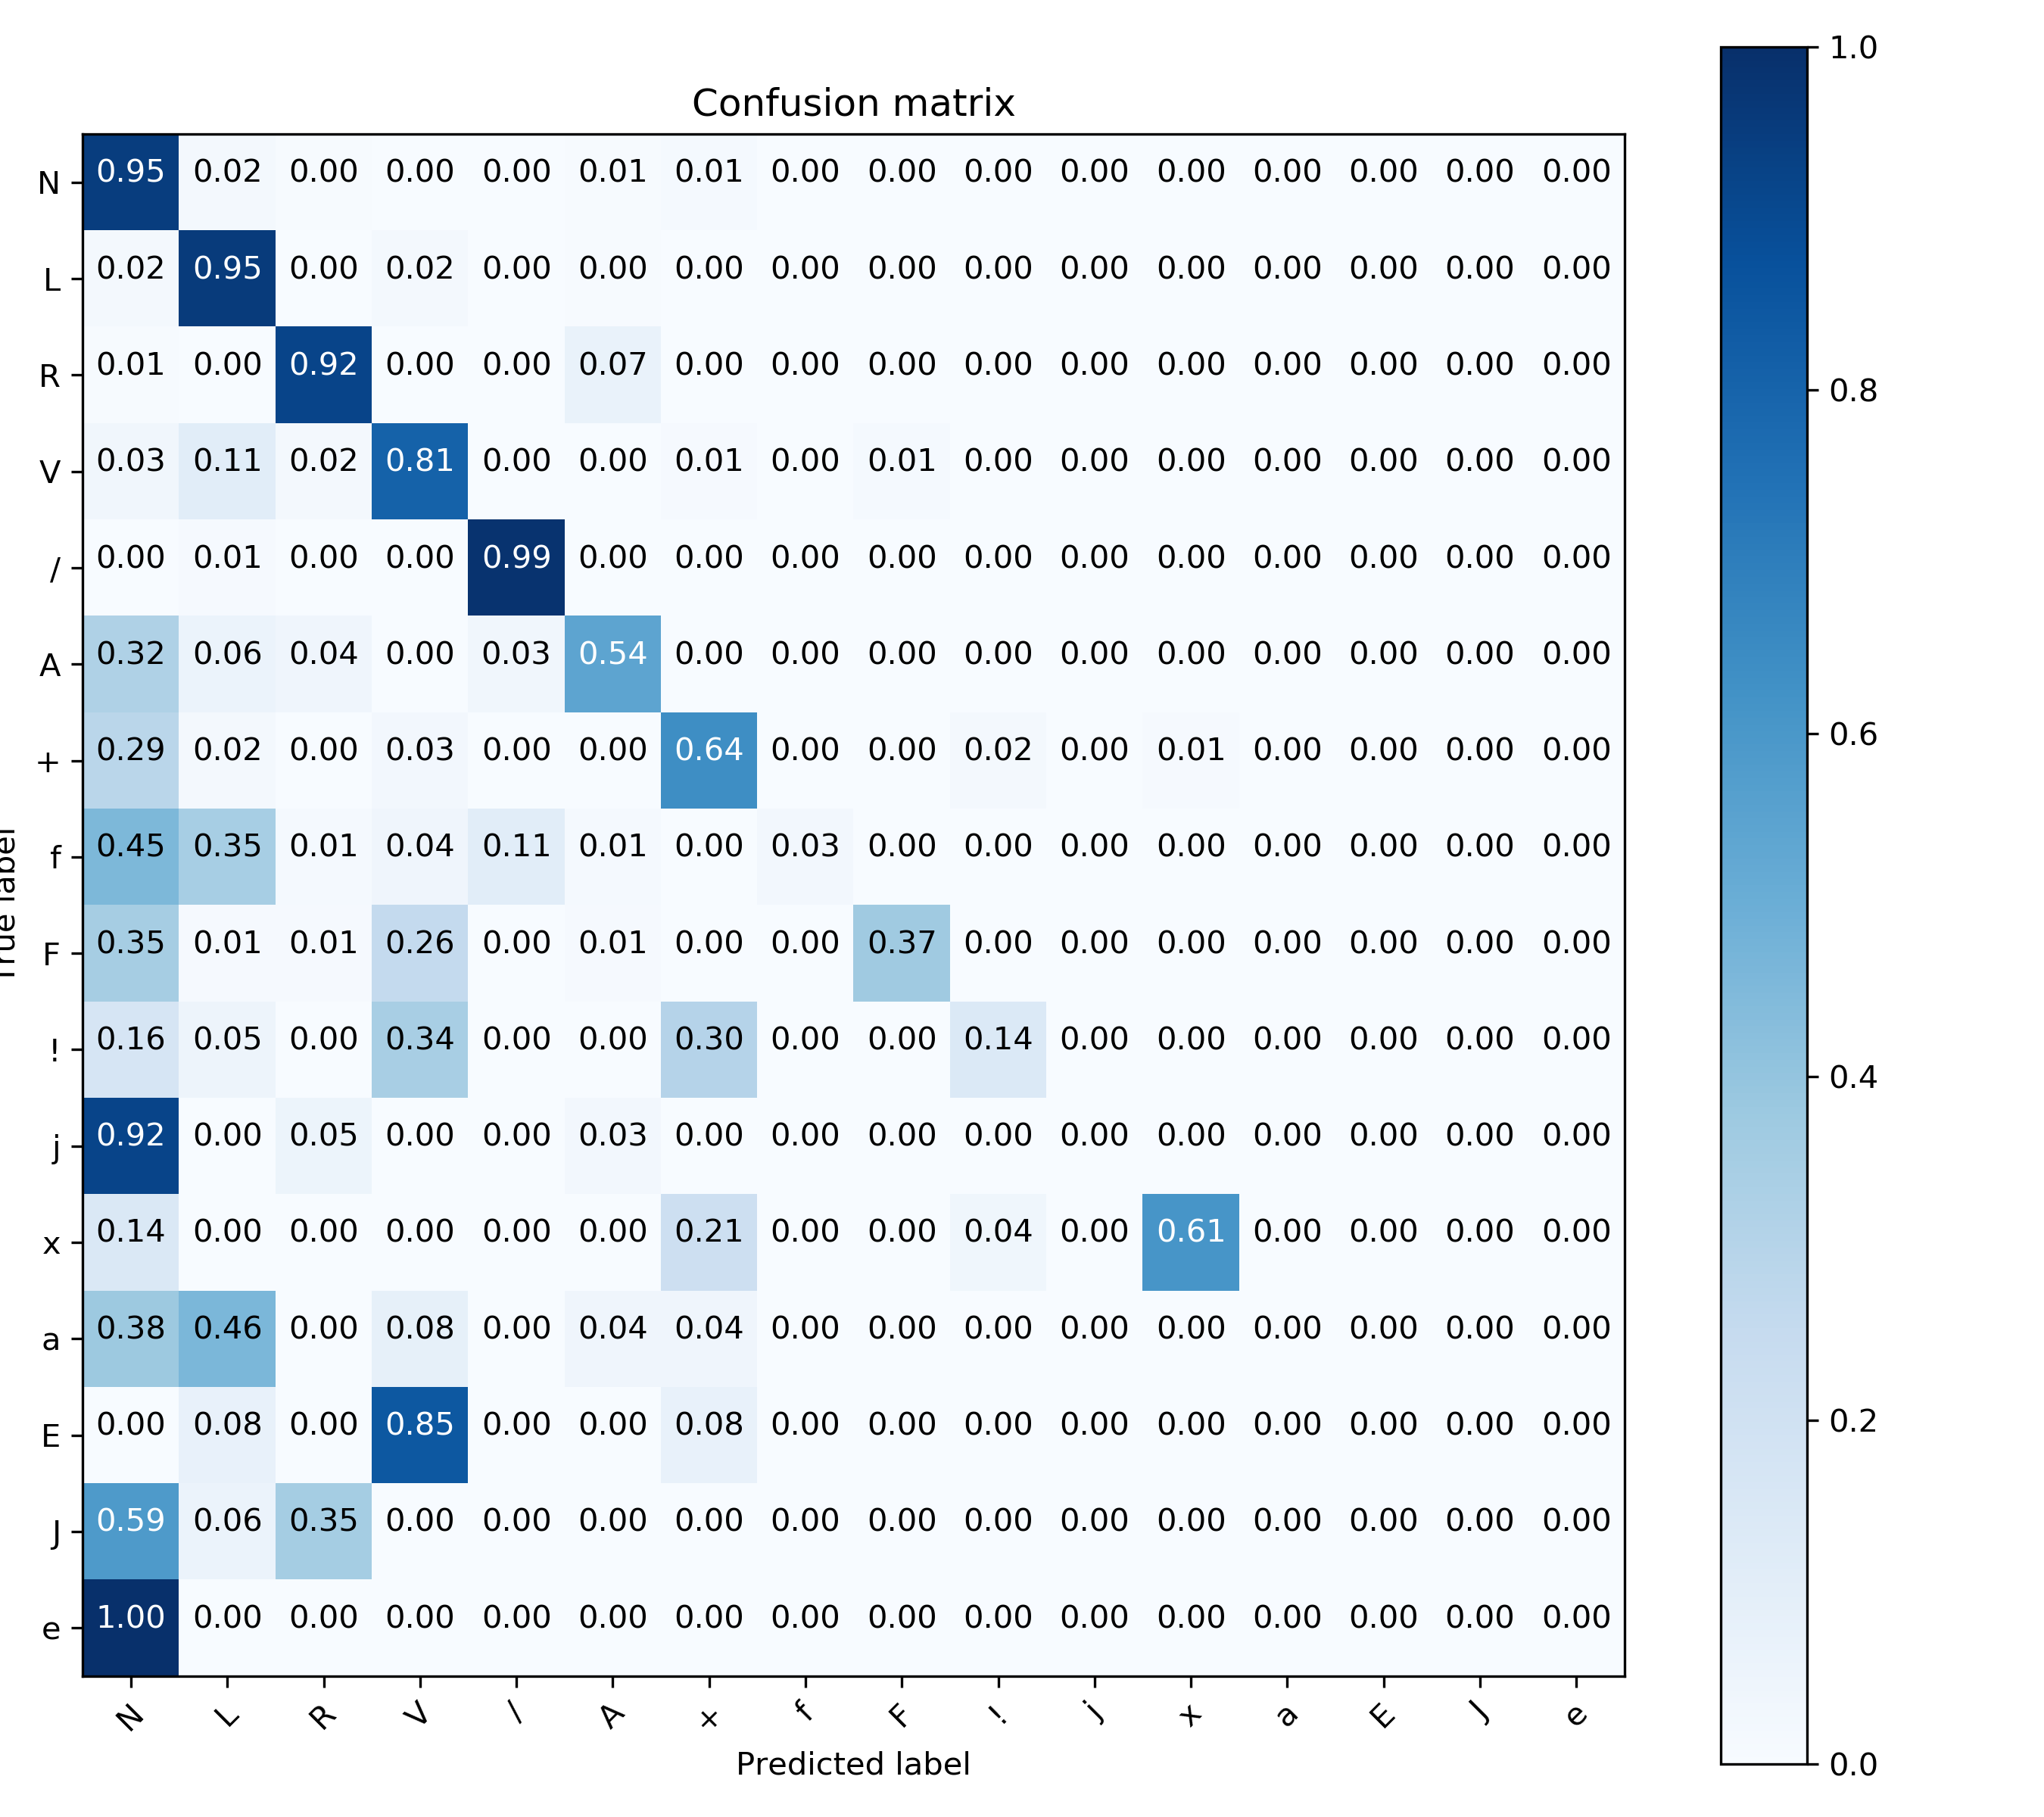 Confusion matrix
1.0
N 0.95 0.02 0.00 0.00 0.00 0.01 0.01 0.00 0.00 0.00 0.00 0.00 0.00 0.00 0.00 0.00
L 0.02 0.95 0.00 0.02 0.00 0.00 0.00 0.00 0.00 0.00 0.00 0.00 0.00 0.00 0.00 0.00
R 0.01 0.00 0.92 0.00 0.00 0.07 0.00 0.00 0.00 0.00 0.00 0.00 0.00 0.00 0.00 0.00
0.8
V 0.03 0.11 0.02 0.81 0.00 0.00 0.01 0.00 0.01 0.00 0.00 0.00 0.00 0.00 0.00 0.00
/ 0.00 0.01 0.00 0.00 0.99 0.00 0.00 0.00 0.00 0.00 0.00 0.00 0.00 0.00 0.00 0.00
A 0.32 0.06 0.04 0.00 0.03 0.54 0.00 0.00 0.00 0.00 0.00 0.00 0.00 0.00 0.00 0.00
+ 0.29 0.02 0.00 0.03 0.00 0.00 0.64 0.00 0.00 0.02 0.00 0.01 0.00 0.00 0.00 0.00
0.6
f 0.45 0.35 0.01 0.04 0.11 0.01 0.00 0.03 0.00 0.00 0.00 0.00 0.00 0.00 0.00 0.00
True label
F 0.35 0.01 0.01 0.26 0.00 0.01 0.00 0.00 0.37 0.00 0.00 0.00 0.00 0.00 0.00 0.00
! 0.16 0.05 0.00 0.34 0.00 0.00 0.30 0.00 0.00 0.14 0.00 0.00 0.00 0.00 0.00 0.00
0.4
j 0.92 0.00 0.05 0.00 0.00 0.03 0.00 0.00 0.00 0.00 0.00 0.00 0.00 0.00 0.00 0.00
x 0.14 0.00 0.00 0.00 0.00 0.00 0.21 0.00 0.00 0.04 0.00 0.61 0.00 0.00 0.00 0.00
a 0.38 0.46 0.00 0.08 0.00 0.04 0.04 0.00 0.00 0.00 0.00 0.00 0.00 0.00 0.00 0.00
E 0.00 0.08 0.00 0.85 0.00 0.00 0.08 0.00 0.00 0.00 0.00 0.00 0.00 0.00 0.00 0.00
0.2
J 0.59 0.06 0.35 0.00 0.00 0.00 0.00 0.00 0.00 0.00 0.00 0.00 0.00 0.00 0.00 0.00
e 1.00 0.00 0.00 0.00 0.00 0.00 0.00 0.00 0.00 0.00 0.00 0.00 0.00 0.00 0.00 0.00
N L R V / A + f F ! j x a E J e
Predicted label
0.0